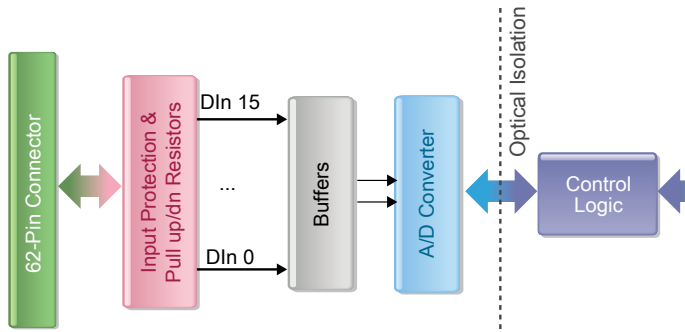 62-Pin Connector
Input Protection &
Pull up/dn Resistors
DIn 15
...
DIn 0
Buffers
A/D Converter
Optical Isolation
Control
Logic